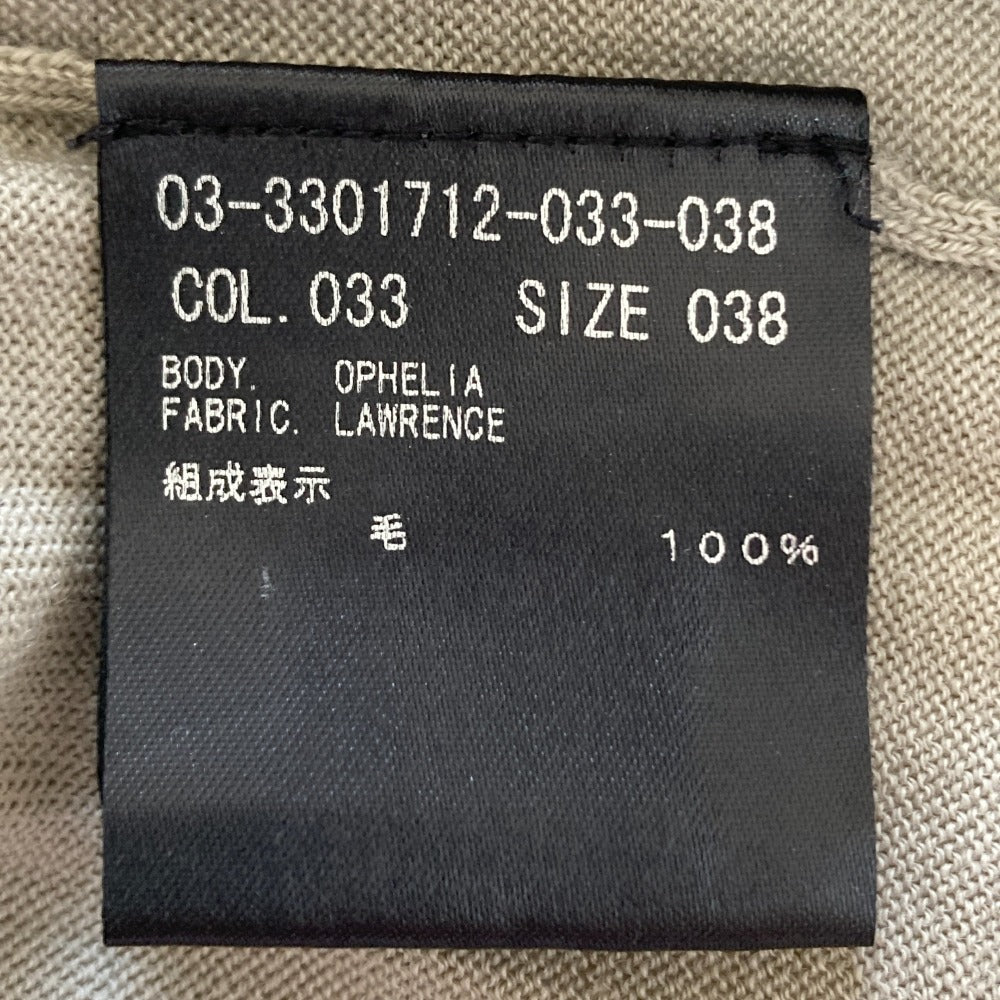 03-3301712-033-038
COL. 033 SIZE 038
BODY. OPHELIA
FABRIC. LAWRENCE
組成表示
毛 １００％